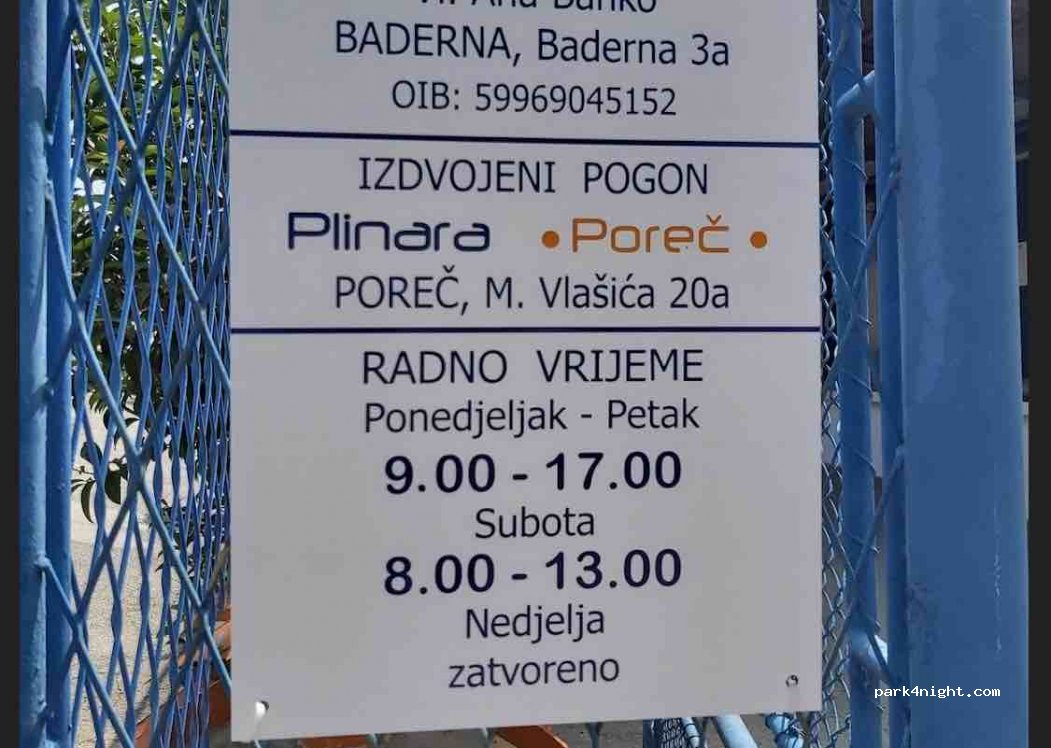 BADERNA, Baderna 3a
OIB: 59969045152
IZDVOJENI POGON
Plinara • Poreč •
POREČ, M. Vlašića 20a
RADNO VRIJEME
Ponedjeljak - Petak
9.00 - 17.00
Subota
8.00 - 13.00
Nedjelja
zatvoreno
park4night.com